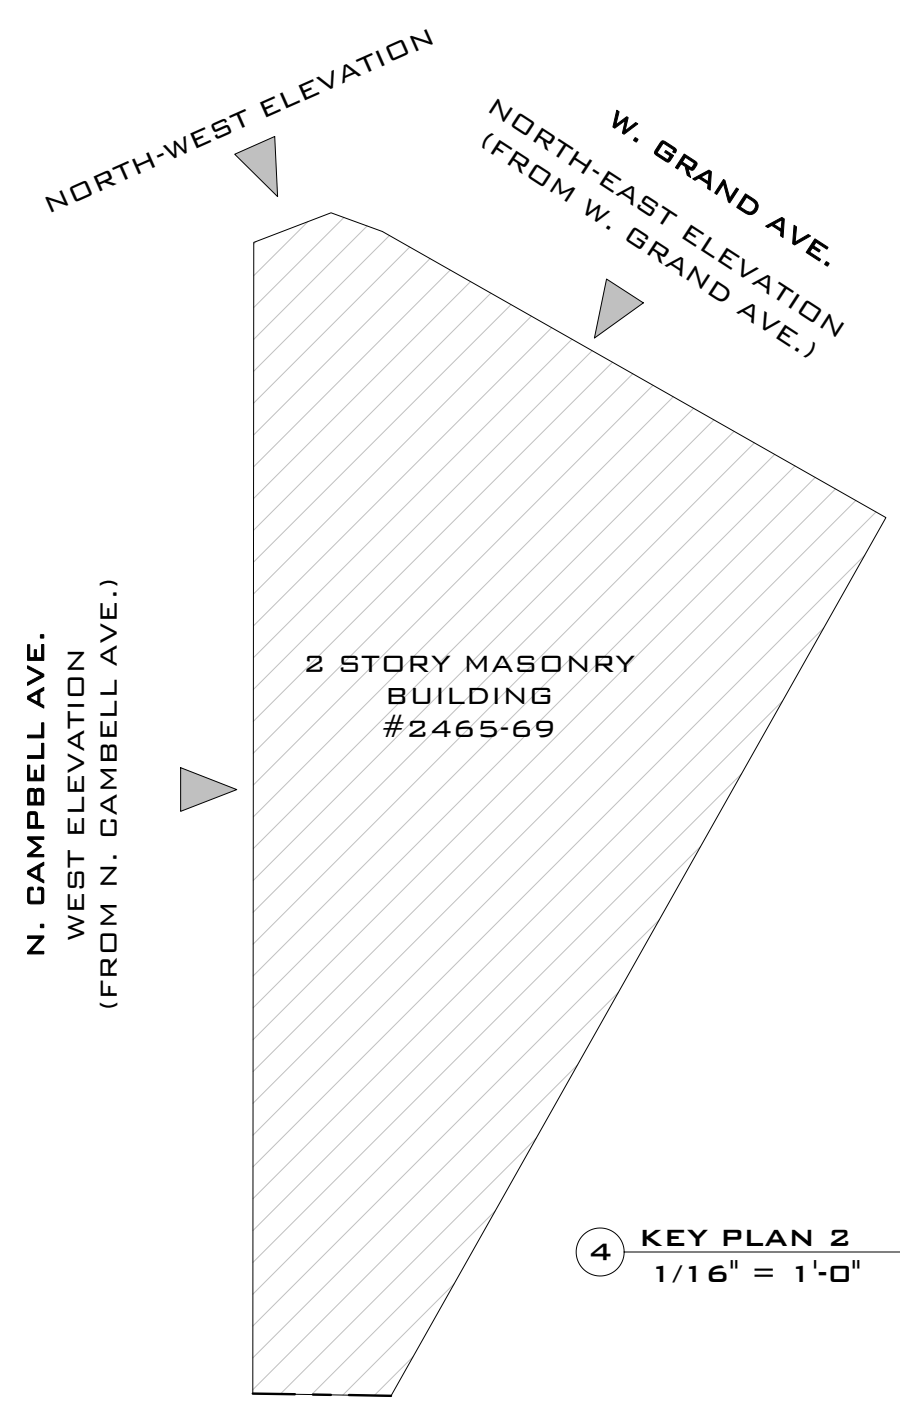 NORTH-WEST ELEVATION
W. GRAND AVE.
NORTH-EAST ELEVATION
(FROM W. GRAND AVE.)
N. CAMPBELL AVE.
WEST ELEVATION
(FROM N. CAMBELL AVE.)
2 STORY MASONRY
BUILDING
#2465-69
4 KEY PLAN 2
1/16" = 1'-0"